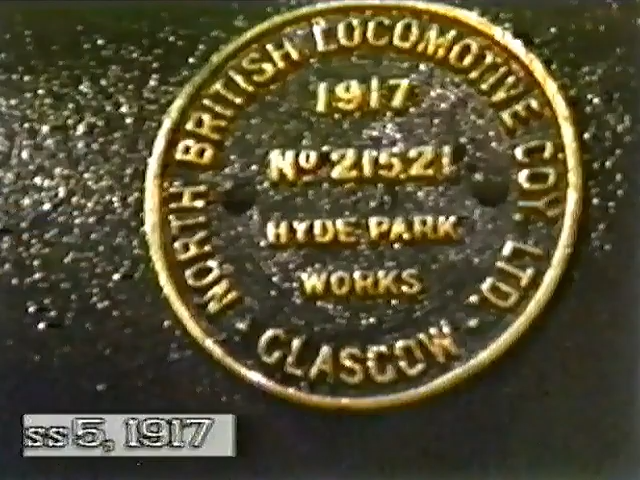 NORTH BRITISH LOCOMOTIVE COY. LTD.
1917
No 21521
HYDE PARK
WORKS
- GLASGOW -
ss 5, 1917